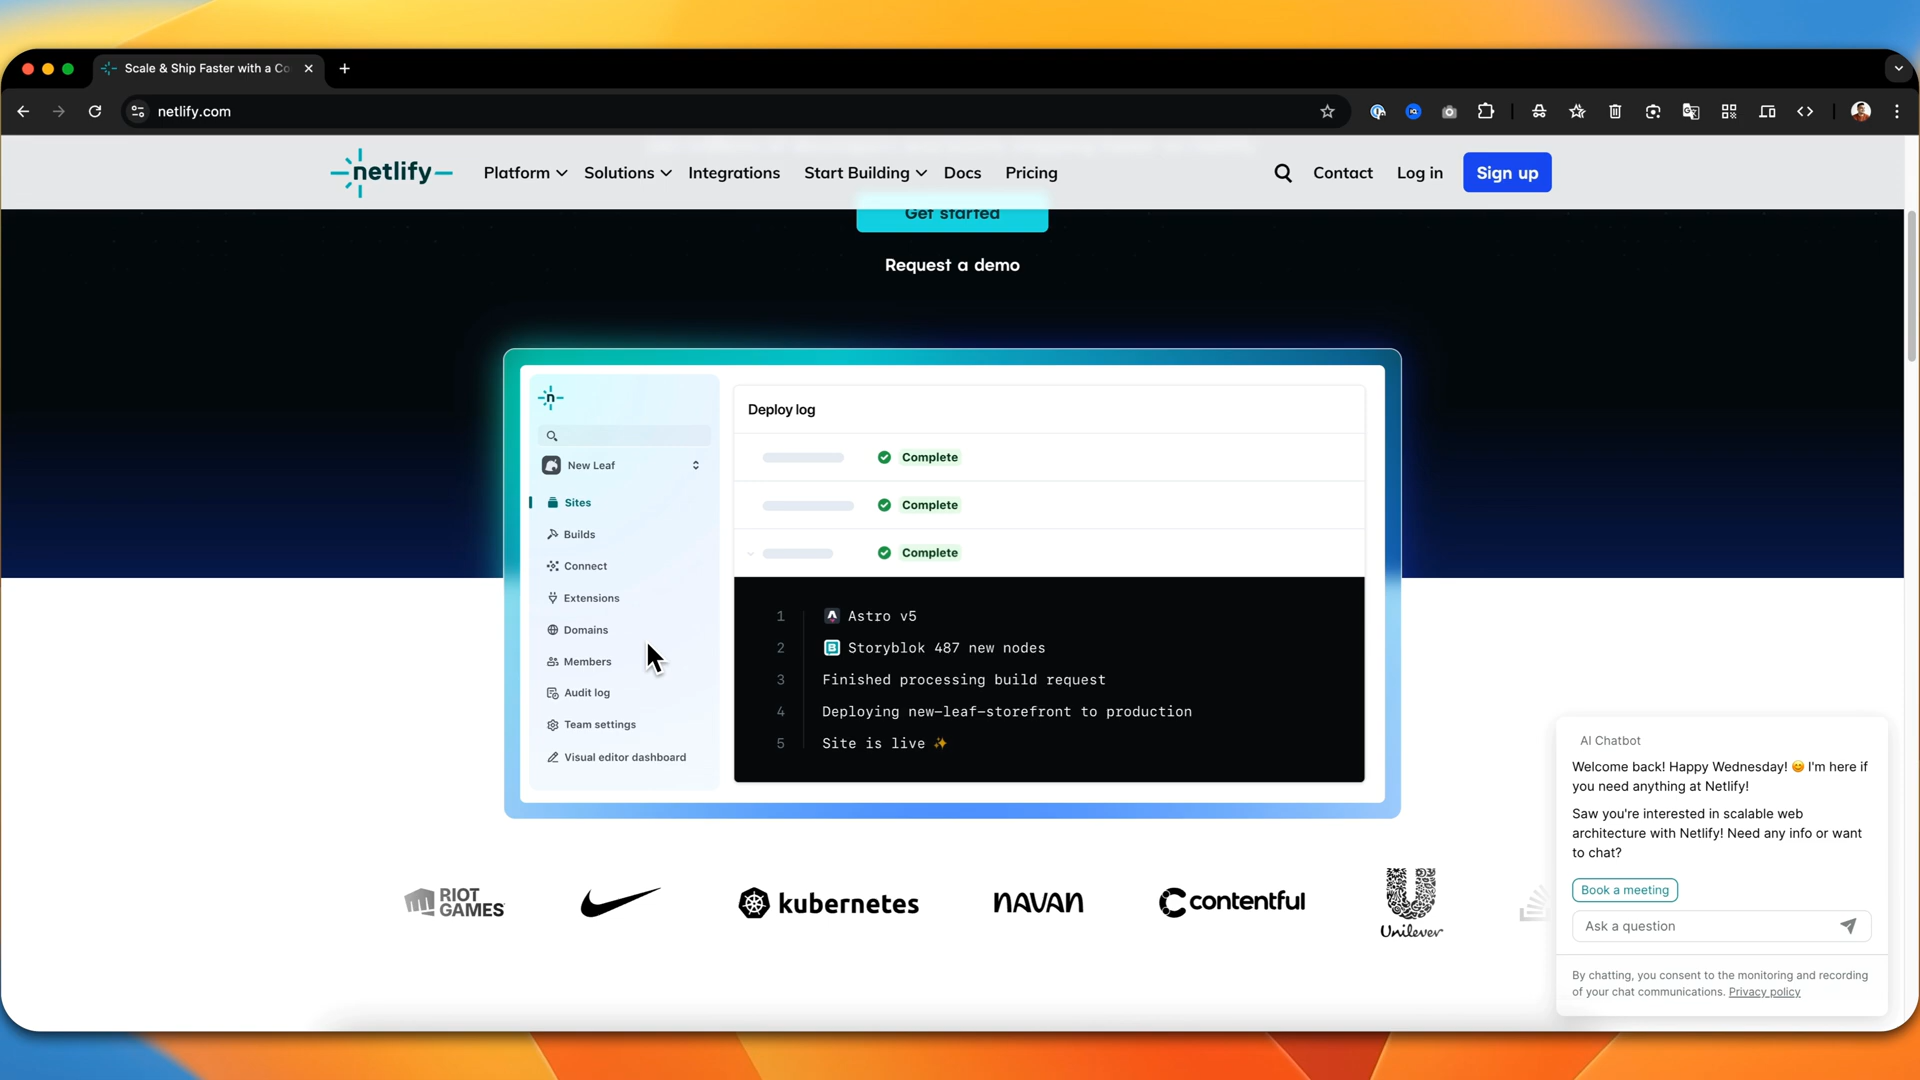 Scale & Ship Faster with a Co
netlify.com
netlify
Platform
Solutions
Integrations
Start Building
Docs
Pricing
Contact
Log in
Sign up
Get started
Request a demo
n
New Leaf
Sites
Builds
Connect
Extensions
Domains
Members
Audit log
Team settings
Visual editor dashboard
Deploy log
Complete
Complete
Complete
1 Astro v5
2 B Storyblok 487 new nodes
3 Finished processing build request
4 Deploying new-leaf-storefront to production
5 Site is live ✨
RIOT GAMES
kubernetes
NAVAN
contentful
Unilever
AI Chatbot
Welcome back! Happy Wednesday! 😊 I'm here if
you need anything at Netlify!
Saw you're interested in scalable web
architecture with Netlify! Need any info or want
to chat?
Book a meeting
Ask a question
By chatting, you consent to the monitoring and recording
of your chat communications. Privacy policy